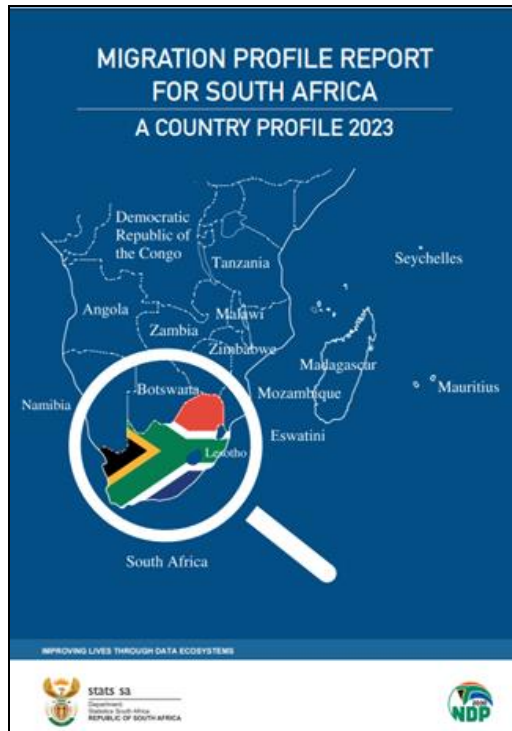 MIGRATION PROFILE REPORT
FOR SOUTH AFRICA
A COUNTRY PROFILE 2023
Democratic
Republic of
the Congo
Tanzania
Seychelles
Angola
Malawi
Zambia
Zimbabwe
Madagascar
Botswana
Mozambique
Mauritius
Namibia
Eswatini
Lesotho
South Africa
IMPROVING LIVES THROUGH DATA ECOSYSTEMS
stats sa
Department:
Statistics South Africa
REPUBLIC OF SOUTH AFRICA
2030
NDP